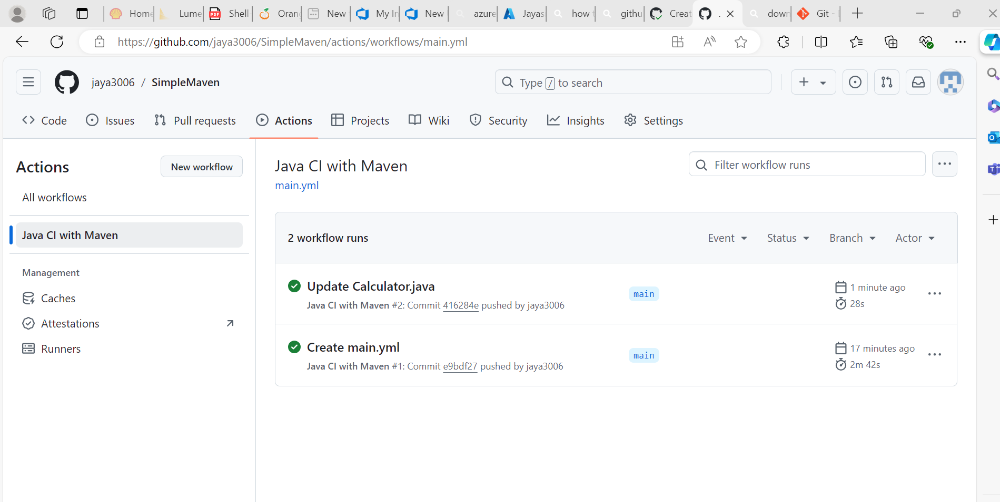 Home
Lume
Shell-
Oran
New
My In
New
azure
Jayas
how t
githu
Creat
down
Git -
https://github.com/jaya3006/SimpleMaven/actions/workflows/main.yml
jaya3006 / SimpleMaven
Type / to search
Code
Issues
Pull requests
Actions
Projects
Wiki
Security
Insights
Settings
Actions
New workflow
All workflows
Java CI with Maven
Management
Caches
Attestations
Runners
Java CI with Maven
main.yml
Filter workflow runs
2 workflow runs
Event
Status
Branch
Actor
Update Calculator.java
Java CI with Maven #2: Commit 416284e pushed by jaya3006
main
1 minute ago
28s
Create main.yml
Java CI with Maven #1: Commit e9bdf27 pushed by jaya3006
main
17 minutes ago
2m 42s